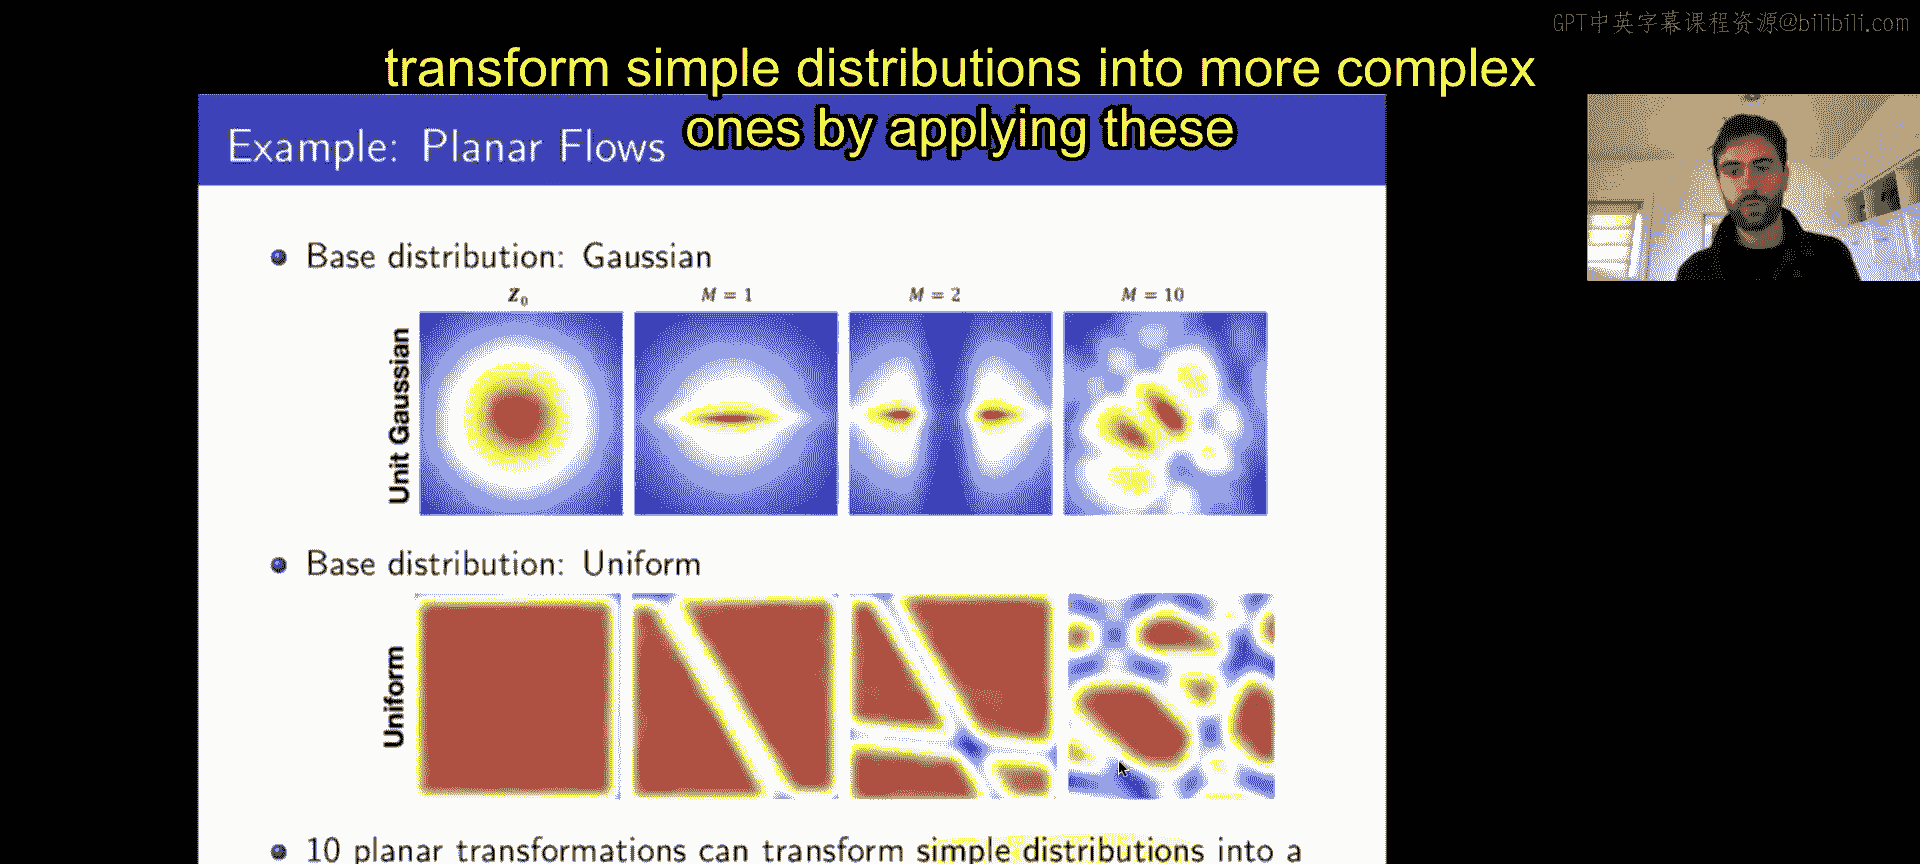 GPT中英字幕课程资源@bilibili.com
transform simple distributions into more complex
ones by applying these
Example: Planar Flows
Base distribution: Gaussian
Z0
M = 1
M = 2
M = 10
Unit Gaussian
Base distribution: Uniform
Uniform
10 planar transformations can transform simple distributions into a